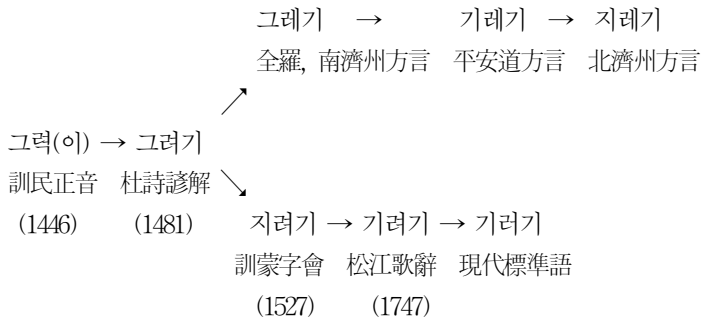 그레기 → 기레기 → 지레기
全羅, 南濟州方言 平安道方言 北濟州方言
↗
그력(이) → 그려기
訓民正音 杜詩諺解 ↘
(1446) (1481) 지려기 → 기려기 → 기러기
訓蒙字會 松江歌辭 現代標準語
(1527) (1747)